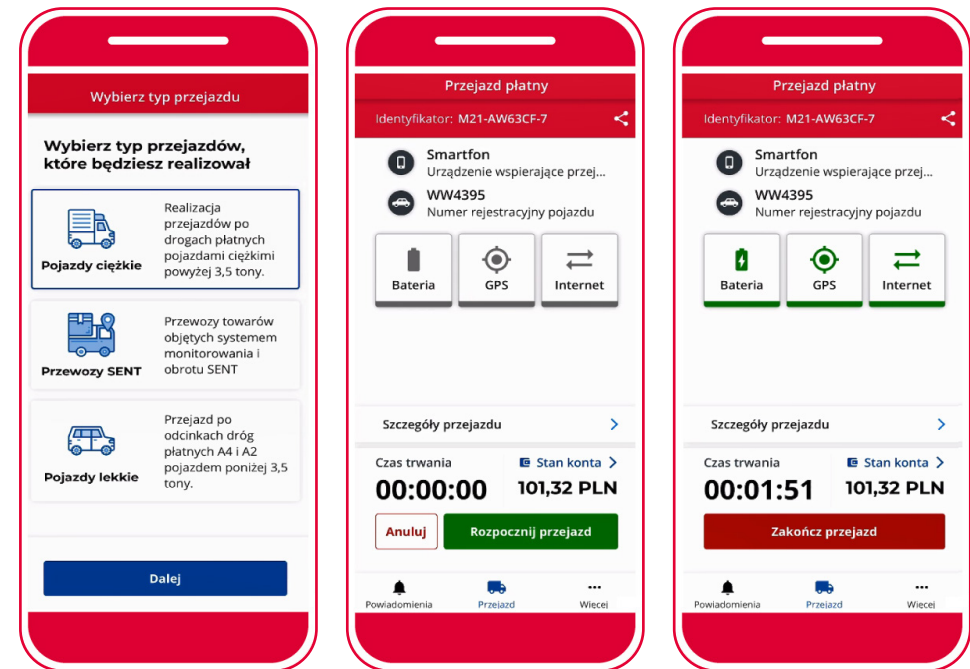 Wybierz typ przejazdu
Wybierz typ przejazdów,
które będziesz realizował
Pojazdy ciężkie
Realizacja
przejazdów po
drogach płatnych
pojazdami ciężkimi
powyżej 3,5 tony.
Przewozy SENT
Przewozy towarów
objętych systemem
monitorowania i
obrotu SENT
Pojazdy lekkie
Przejazd po
odcinkach dróg
płatnych A4 i A2
pojazdem poniżej 3,5
tony.
Dalej
Przejazd płatny
Identyfikator: M21-AW63CF-7
Smartfon
Urządzenie wspierające przej...
WW4395
Numer rejestracyjny pojazdu
Bateria GPS Internet
Szczegóły przejazdu
Czas trwania Stan konta
00:00:00 101,32 PLN
Anuluj Rozpocznij przejazd
Powiadomienia Przejazd Więcej
Przejazd płatny
Identyfikator: M21-AW63CF-7
Smartfon
Urządzenie wspierające przej...
WW4395
Numer rejestracyjny pojazdu
Bateria GPS Internet
Szczegóły przejazdu
Czas trwania Stan konta
00:01:51 101,32 PLN
Zakończ przejazd
Powiadomienia Przejazd Więcej